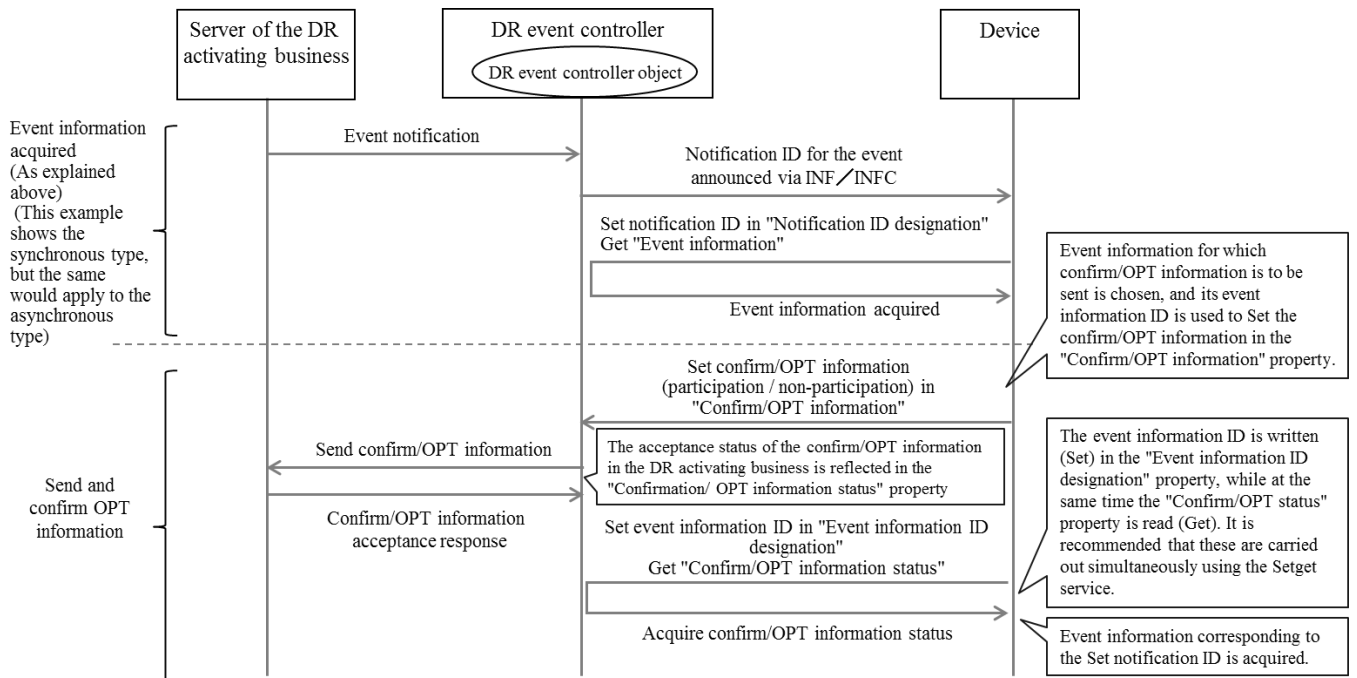 Server of the DR
activating business
DR event controller
DR event controller object
Device
Event information
acquired
(As explained
above)
(This example
shows the
synchronous type,
but the same
would apply to the
asynchronous
type)
Event notification
Notification ID for the event
announced via INF／INFC
Set notification ID in "Notification ID designation"
Get "Event information"
Event information acquired
Event information for which
confirm/OPT information is to be
sent is chosen, and its event
information ID is used to Set the
confirm/OPT information in the
"Confirm/OPT information" property.
Send and
confirm OPT
information
Set confirm/OPT information
(participation / non-participation) in
"Confirm/OPT information"
Send confirm/OPT information
The acceptance status of the confirm/OPT information
in the DR activating business is reflected in the
"Confirmation/ OPT information status" property
Confirm/OPT information
acceptance response
Set event information ID in "Event information ID
designation"
Get "Confirm/OPT information status"
Acquire confirm/OPT information status
The event information ID is written
(Set) in the "Event information ID
designation" property, while at
the same time the "Confirm/OPT status"
property is read (Get). It is
recommended that these are carried
out simultaneously using the Setget
service.
Event information corresponding to
the Set notification ID is acquired.